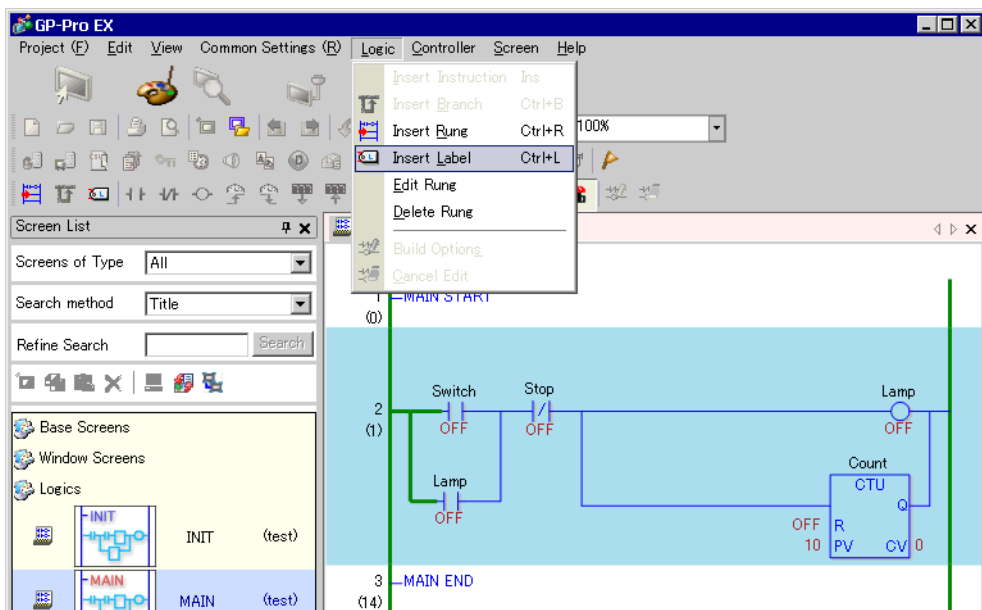 GP-Pro EX
Project (F) Edit View Common Settings (R) Logic Controller Screen Help
Insert Instruction Ins
Insert Branch Ctrl+B
Insert Rung Ctrl+R
100%
Insert Label Ctrl+L
Edit Rung
Delete Rung
Build Options
Cancel Edit
Screen List
Screens of Type All
Search method Title
Refine Search Search
Base Screens
Window Screens
Logics
INIT
INIT (test)
MAIN
MAIN (test)
1 MAIN START
(0)
Switch Stop Lamp
2
(1) OFF OFF OFF
Lamp
OFF
Count
CTU
Q
OFF R
10 PV CV 0
3 MAIN END
(14)